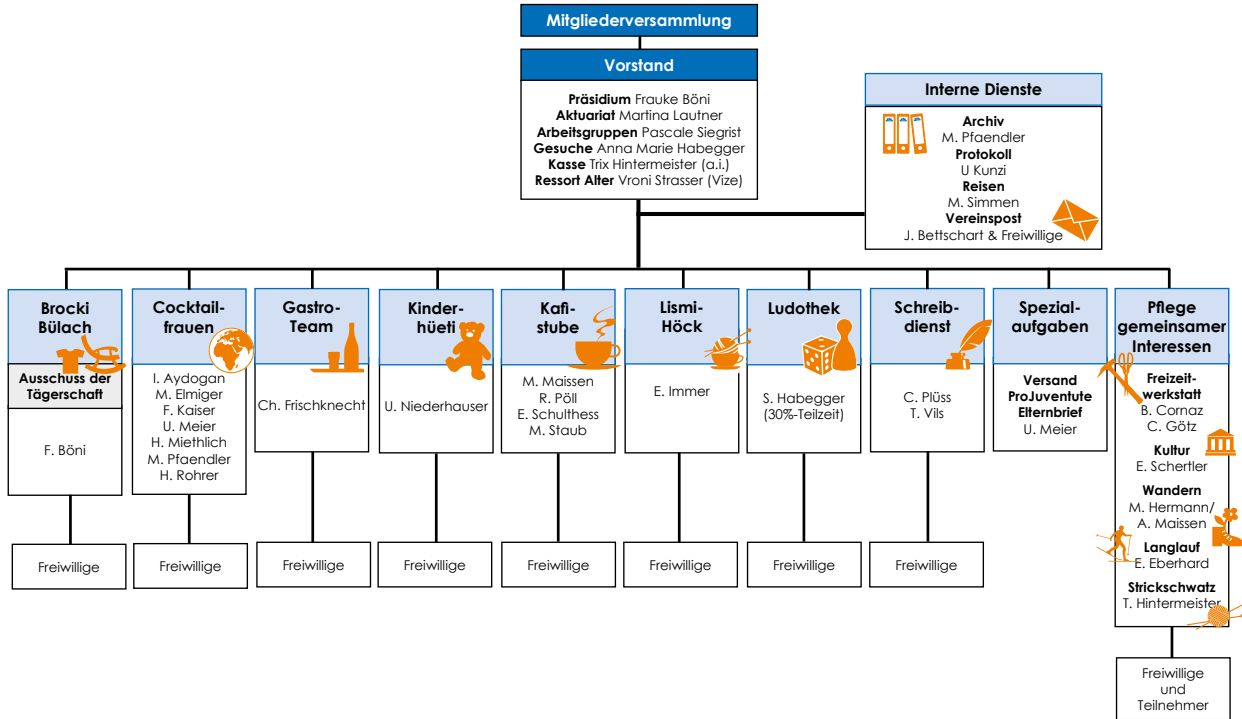 Mitgliederversammlung
Vorstand
Präsidium Frauke Böni
Aktuariat Martina Lautner
Arbeitsgruppen Pascale Siegrist
Gesuche Anna Marie Habegger
Kasse Trix Hintermeister (a.i.)
Ressort Alter Vroni Strasser (Vize)
Interne Dienste
Archiv
M. Pfaendler
Protokoll
U Kunzi
Reisen
M. Simmen
Vereinspost
J. Bettschart & Freiwillige
Brocki
Bülach
Ausschuss der
Tägerschaft
F. Böni
Freiwillige
Cocktail-
frauen
I. Aydogan
M. Elmiger
F. Kaiser
U. Meier
H. Miethlich
M. Pfaendler
H. Rohrer
Freiwillige
Gastro-
Team
Ch. Frischknecht
Freiwillige
Kinder-
hüeti
U. Niederhauser
Freiwillige
Kafi-
stube
M. Maissen
R. Pöll
E. Schulthess
M. Staub
Freiwillige
Lismi-
Höck
E. Immer
Freiwillige
Ludothek
S. Habegger
(30%-Teilzeit)
Freiwillige
Schreib-
dienst
C. Plüss
T. Vils
Freiwillige
Spezial-
aufgaben
Versand
ProJuventute
Elternbrief
U. Meier
Pflege
gemeinsamer
Interessen
Freizeit-
werkstatt
B. Cornaz
C. Götz
Kultur
E. Schertler
Wandern
M. Hermann/
A. Maissen
Langlauf
E. Eberhard
Strickschwatz
T. Hintermeister
Freiwillige
und
Teilnehmer